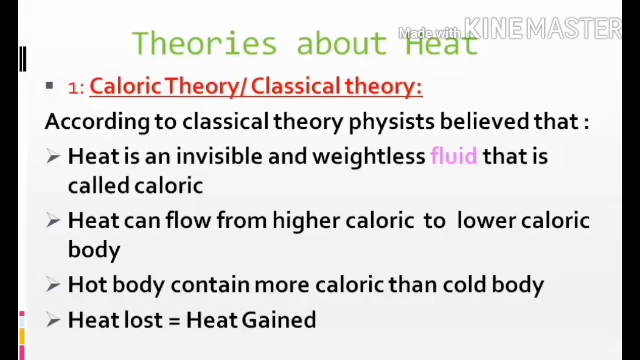 Made with KINEMASTER
Theories about Heat
1: Caloric Theory/ Classical theory:
According to classical theory physists believed that :
Heat is an invisible and weightless fluid that is
called caloric
Heat can flow from higher caloric to lower caloric
body
Hot body contain more caloric than cold body
Heat lost = Heat Gained